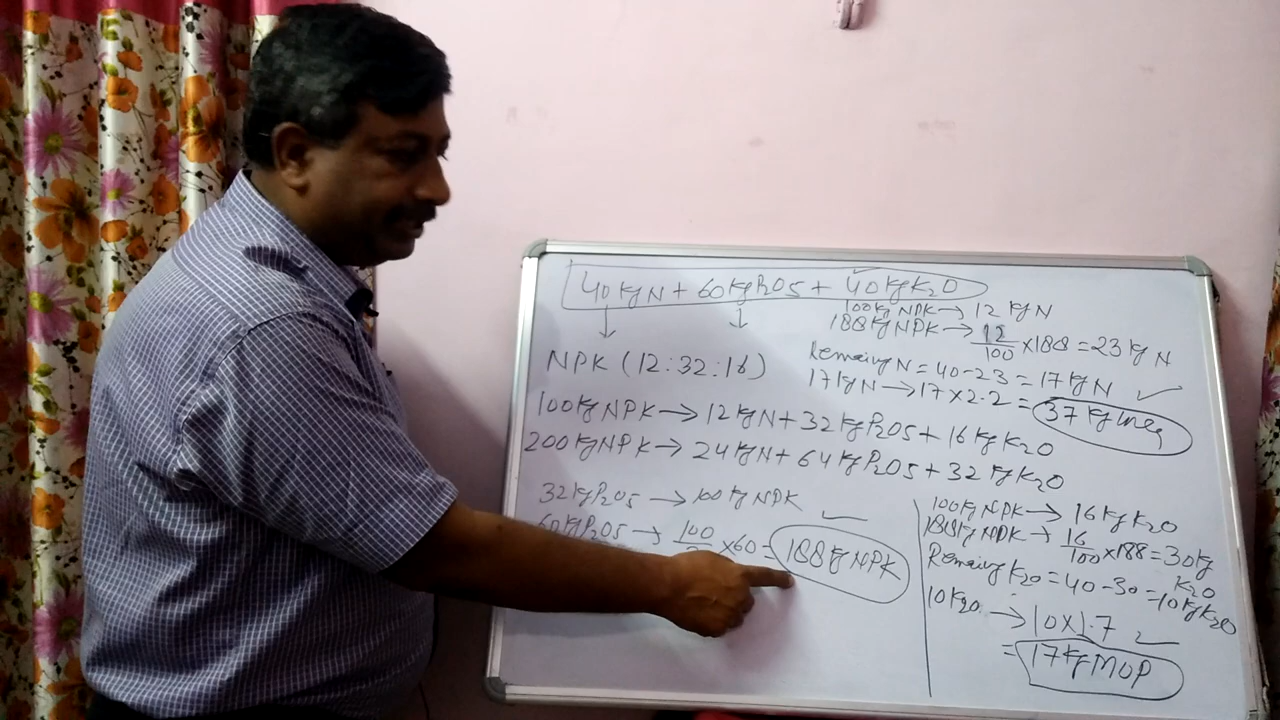 40 kg N + 60 kg P2O5 + 40 kg K2O
100 kg NPK → 12 kg N
188 kg NPK → 12/100 × 188 = 23 kg N
Remaing N = 40 - 23 = 17 kg N
17 kg N → 17 × 2.2 = 37 kg Urea
NPK (12:32:16)
100 kg NPK → 12 kg N + 32 kg P2O5 + 16 kg K2O
200 kg NPK → 24 kg N + 64 kg P2O5 + 32 kg K2O
32 kg P2O5 → 100 kg NPK
60 kg P2O5 → 100/ × 60 = 188 kg NPK
100 kg NPK → 16 kg K2O
188 kg NPK → 16/100 × 188 = 30 kg K2O
Remaing K2O = 40 - 30 = 10 kg K2O
10 K2O → 10 × 1.7
= 17 kg MOP